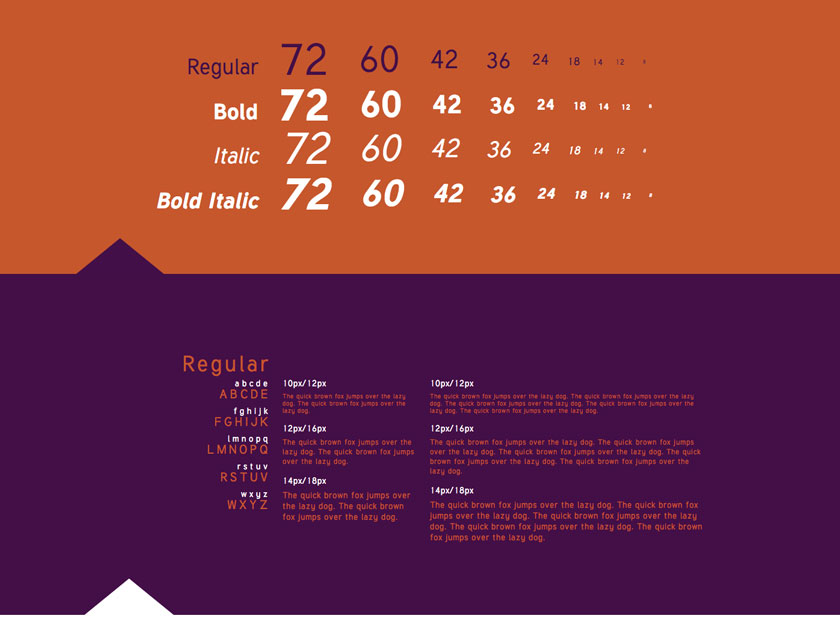 Regular 72 60 42 36 24 18 14 12 8
Bold 72 60 42 36 24 18 14 12 8
Italic 72 60 42 36 24 18 14 12 8
Bold Italic 72 60 42 36 24 18 14 12 8
Regular
abcde
ABCDE
fghijk
FGHIJK
lmnopq
LMNOPQ
rstuv
RSTUV
wxyz
WXYZ
10px/12px
The quick brown fox jumps over the lazy
dog. The quick brown fox jumps over the
lazy dog.
12px/16px
The quick brown fox jumps over the
lazy dog. The quick brown fox jumps
over the lazy dog.
14px/18px
The quick brown fox jumps over
the lazy dog. The quick brown
fox jumps over the lazy dog.
10px/12px
The quick brown fox jumps over the lazy dog. The quick brown fox jumps over the lazy
dog. The quick brown fox jumps over the lazy dog. The quick brown fox jumps over the
lazy dog. The quick brown fox jumps over the lazy dog.
12px/16px
The quick brown fox jumps over the lazy dog. The quick brown fox jumps
over the lazy dog. The quick brown fox jumps over the lazy dog. The quick
brown fox jumps over the lazy dog. The quick brown fox jumps over the
lazy dog.
14px/18px
The quick brown fox jumps over the lazy dog. The quick brown fox
jumps over the lazy dog. The quick brown fox jumps over the lazy
dog. The quick brown fox jumps over the lazy dog. The quick brown
fox jumps over the lazy dog.